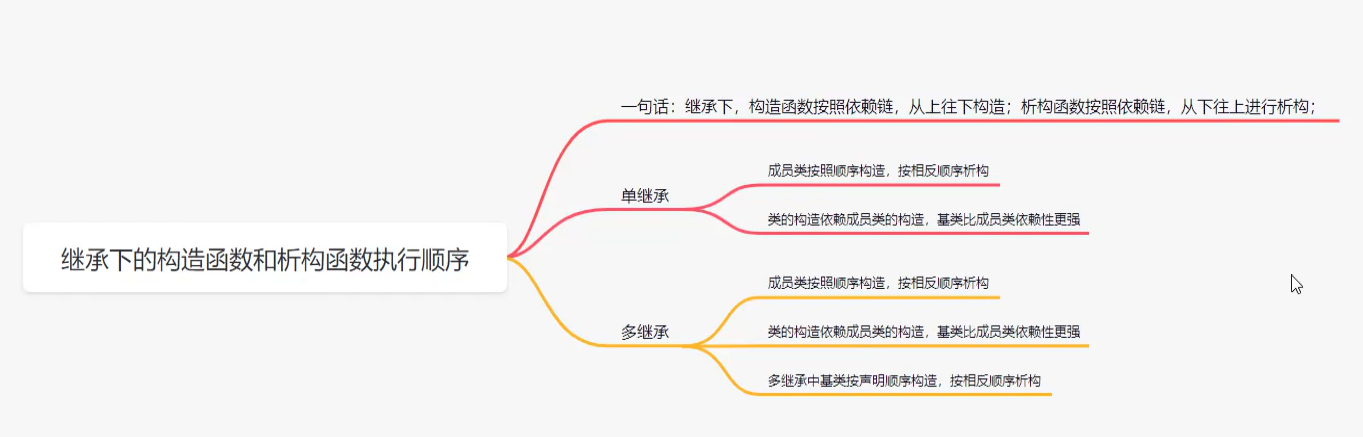 一句话：继承下，构造函数按照依赖链，从上往下构造；析构函数按照依赖链，从下往上进行析构；
单继承
成员类按照顺序构造，按相反顺序析构
类的构造依赖成员类的构造，基类比成员类依赖性更强
继承下的构造函数和析构函数执行顺序
多继承
成员类按照顺序构造，按相反顺序析构
类的构造依赖成员类的构造，基类比成员类依赖性更强
多继承中基类按声明顺序构造，按相反顺序析构